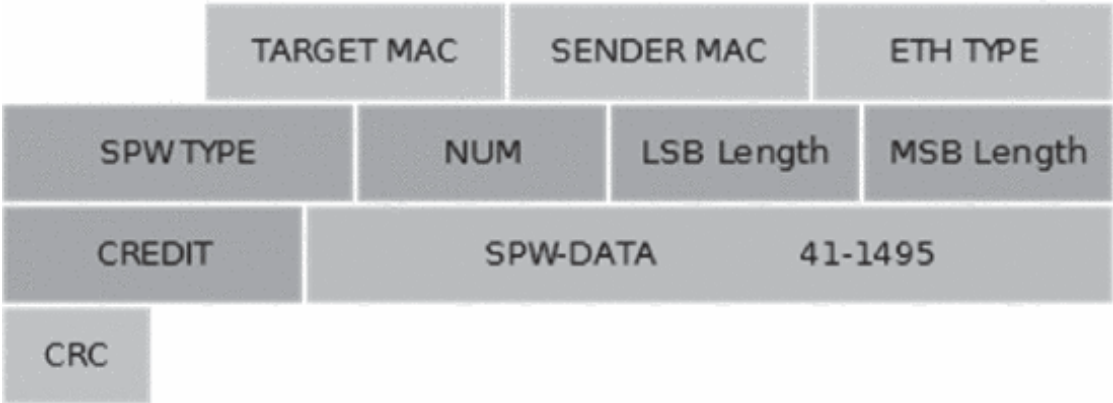 TARGET MAC SENDER MAC ETH TYPE
SPW TYPE NUM LSB Length MSB Length
CREDIT SPW-DATA 41-1495
CRC